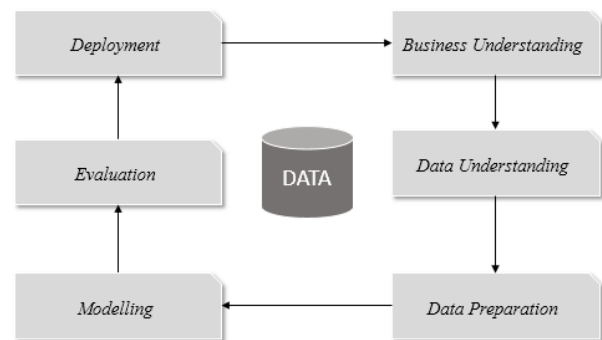 Deployment
Business Understanding
Evaluation
DATA
Data Understanding
Modelling
Data Preparation